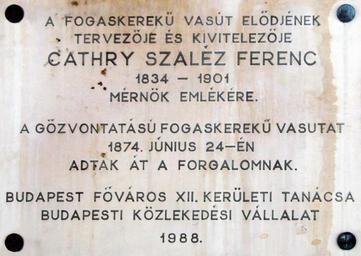 A FOGASKEREKŰ VASÚT ELŐDJÉNEK
TERVEZŐJE ÉS KIVITELEZŐJE
CATHRY SZALÉZ FERENC
1834 – 1901
MÉRNÖK EMLÉKÉRE.
A GŐZVONTATÁSÚ FOGASKEREKŰ VASUTAT
1874. JÚNIUS 24-ÉN
ADTÁK ÁT A FORGALOMNAK.
BUDAPEST FŐVÁROS XII. KERÜLETI TANÁCSA
BUDAPESTI KÖZLEKEDÉSI VÁLLALAT
1988.